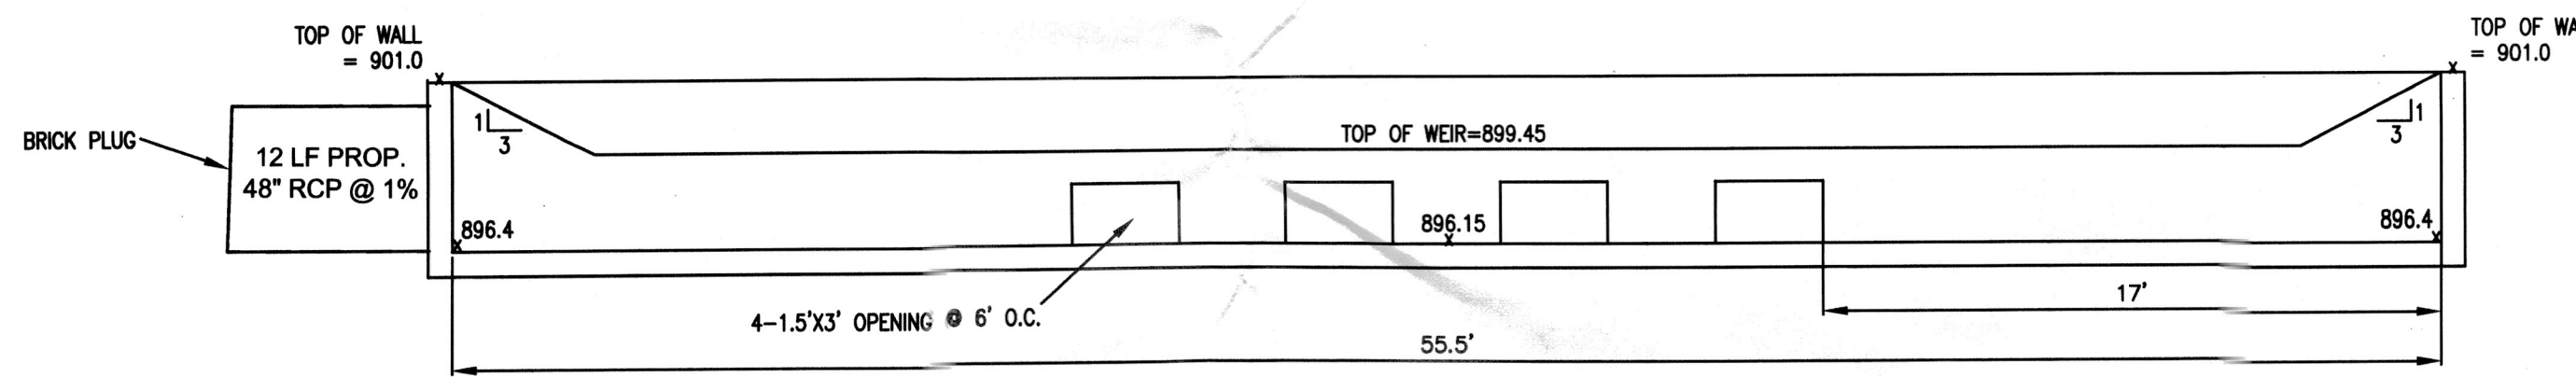 TOP OF WALL
= 901.0
TOP OF WA
= 901.0
BRICK PLUG
12 LF PROP.
48" RCP @ 1%
1
3
TOP OF WEIR=899.45
1
3
896.4
896.15
896.4
4-1.5'X3' OPENING @ 6' O.C.
17'
55.5'